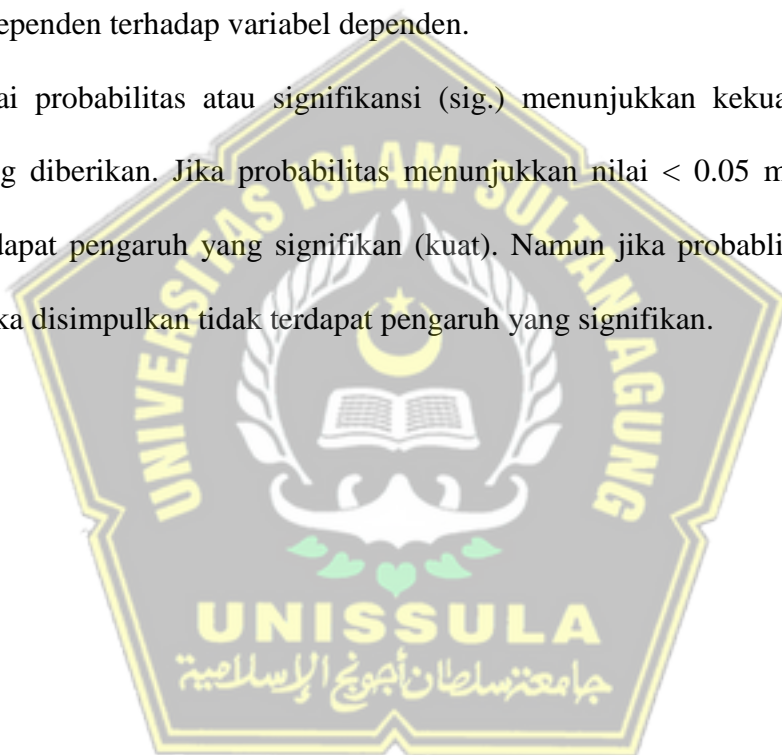 ependen terhadap variabel dependen.
ai probabilitas atau signifikansi (sig.) menunjukkan kekua
g diberikan. Jika probabilitas menunjukkan nilai < 0.05 m
dapat pengaruh yang signifikan (kuat). Namun jika probabli
ka disimpulkan tidak terdapat pengaruh yang signifikan.
UNIVERSITAS ISLAM SULTAN AGUNG
UNISSULA
جامعة سلطان أجونج الإسلامية